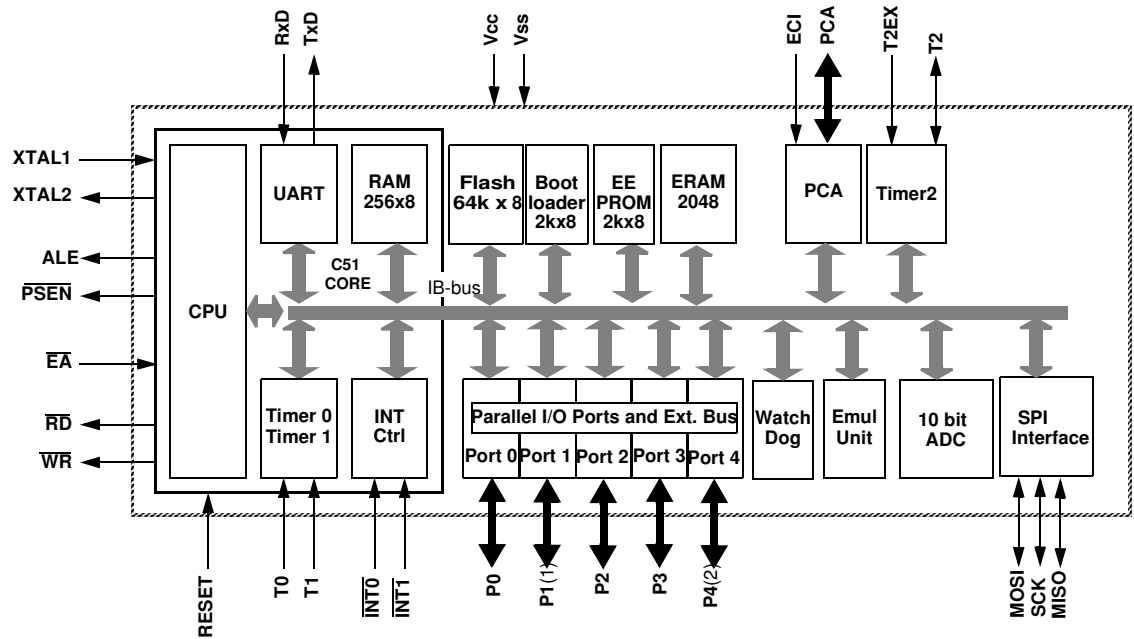 RxD
TxD
Vcc
Vss
ECI
PCA
T2EX
T2
XTAL1
XTAL2
ALE
PSEN
EA
RD
WR
CPU
UART
RAM
256x8
C51
CORE
IB-bus
Flash
64k x 8
Boot
loader
2kx8
EE
PROM
2kx8
ERAM
2048
PCA
Timer2
Timer 0
Timer 1
INT
Ctrl
Parallel I/O Ports and Ext. Bus
Port 0
Port 1
Port 2
Port 3
Port 4
Watch
Dog
Emul
Unit
10 bit
ADC
SPI
Interface
RESET
T0
T1
INT0
INT1
P0
P1(1)
P2
P3
P4(2)
MOSI
SCK
MISO